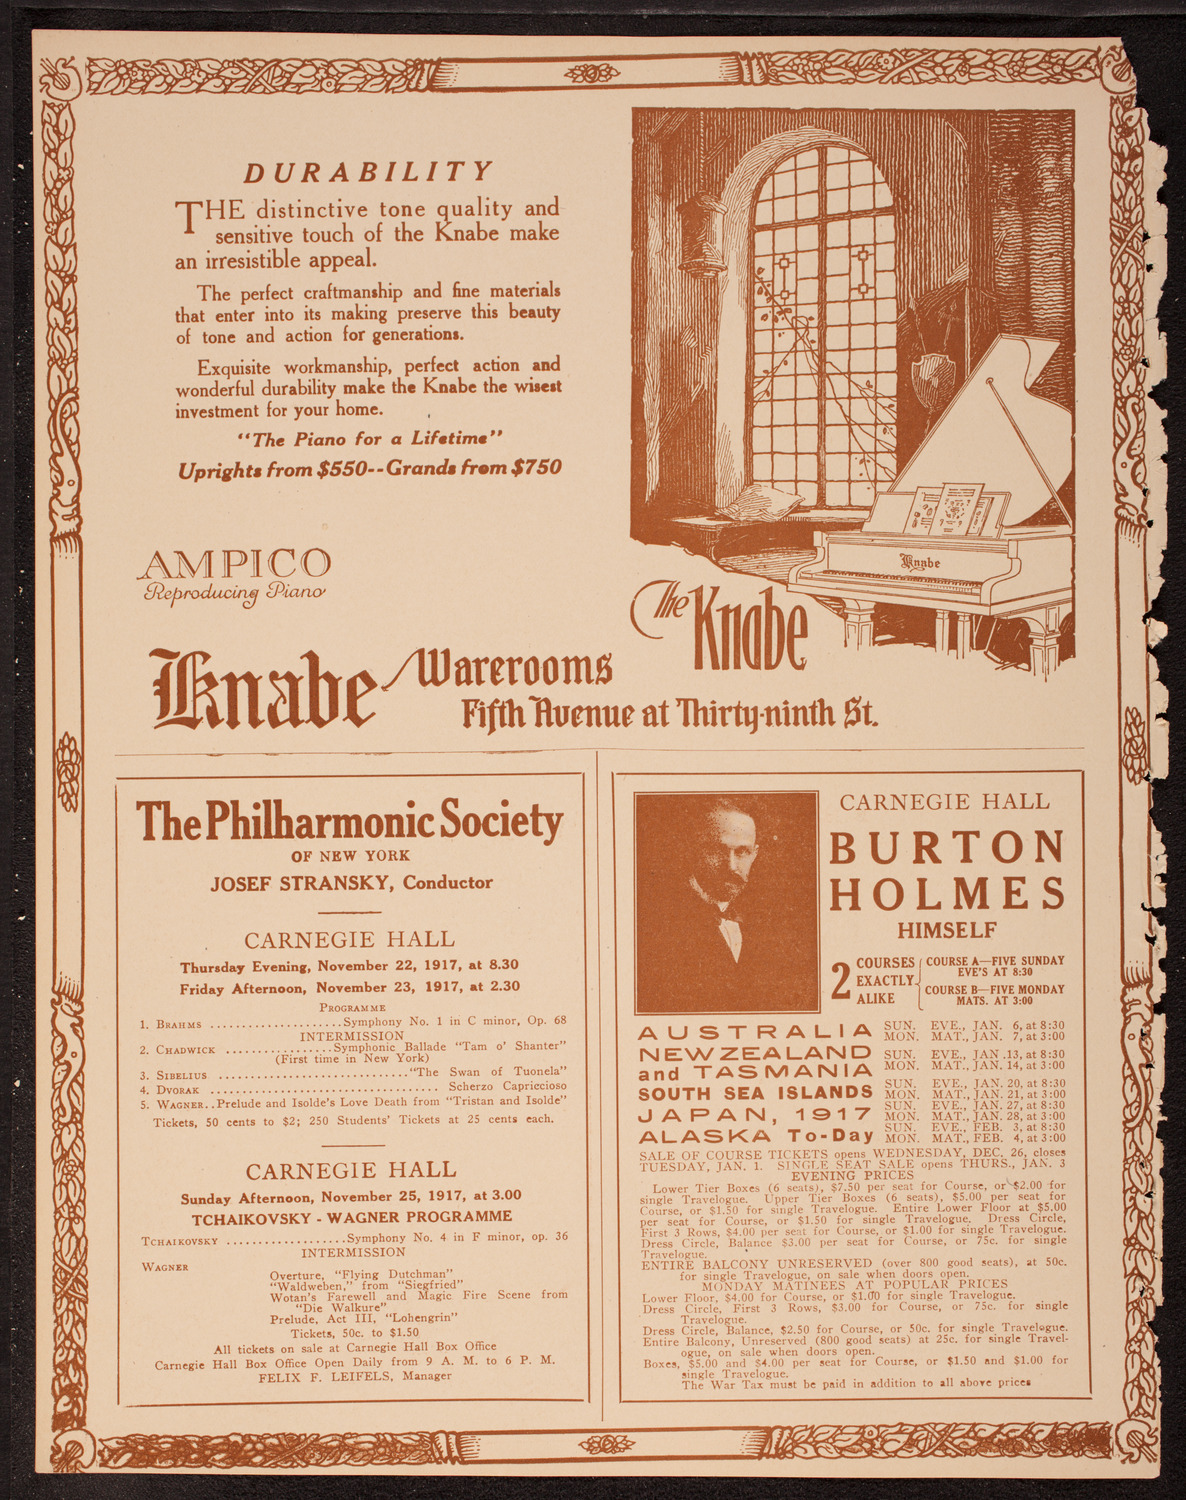 DURABILITY
THE distinctive tone quality and
sensitive touch of the Knabe make
an irresistible appeal.
The perfect craftmanship and fine materials
that enter into its making preserve this beauty
of tone and action for generations.
Exquisite workmanship, perfect action and
wonderful durability make the Knabe the wisest
investment for your home.
"The Piano for a Lifetime"
Uprights from $550--Grands from $750
AMPICO
Reproducing Piano
Knabe
The Knabe
Knabe Warerooms
Fifth Avenue at Thirty-ninth St.
The Philharmonic Society
OF NEW YORK
JOSEF STRANSKY, Conductor
CARNEGIE HALL
Thursday Evening, November 22, 1917, at 8.30
Friday Afternoon, November 23, 1917, at 2.30
PROGRAMME
1. BRAHMS .....................Symphony No. 1 in C minor, Op. 68
INTERMISSION
2. CHADWICK .................Symphonic Ballade "Tam o' Shanter"
(First time in New York)
3. SIBELIUS ..............................."The Swan of Tuonela"
4. DVORAK ...................................... Scherzo Capriccioso
5. WAGNER..Prelude and Isolde's Love Death from "Tristan and Isolde"
Tickets, 50 cents to $2; 250 Students' Tickets at 25 cents each.
CARNEGIE HALL
Sunday Afternoon, November 25, 1917, at 3.00
TCHAIKOVSKY - WAGNER PROGRAMME
TCHAIKOVSKY ...................Symphony No. 4 in F minor, op. 36
INTERMISSION
WAGNER
Overture, "Flying Dutchman"
"Waldweben," from "Siegfried"
Wotan's Farewell and Magic Fire Scene from
"Die Walkure"
Prelude, Act III, "Lohengrin"
Tickets, 50c. to $1.50
All tickets on sale at Carnegie Hall Box Office
Carnegie Hall Box Office Open Daily from 9 A. M. to 6 P. M.
FELIX F. LEIFELS, Manager
CARNEGIE HALL
BURTON
HOLMES
HIMSELF
2 COURSES EXACTLY ALIKE
COURSE A—FIVE SUNDAY
EVE'S AT 8:30
COURSE B—FIVE MONDAY
MATS. AT 3:00
AUSTRALIA SUN. EVE., JAN. 6, at 8:30
MON. MAT., JAN. 7, at 3:00
NEW ZEALAND SUN. EVE., JAN. 13, at 8:30
and TASMANIA MON. MAT., JAN. 14, at 3:00
SOUTH SEA ISLANDS SUN. EVE., JAN. 20, at 8:30
MON. MAT., JAN. 21, at 3:00
JAPAN, 1917 SUN. EVE., JAN. 27, at 8:30
MON. MAT., JAN. 28, at 3:00
ALASKA To-Day SUN. EVE., FEB. 3, at 8:30
MON. MAT., FEB. 4, at 3:00
SALE OF COURSE TICKETS opens WEDNESDAY, DEC. 26, closes
TUESDAY, JAN. 1. SINGLE SEAT SALE opens THURS., JAN. 3
EVENING PRICES
Lower Tier Boxes (6 seats), $7.50 per seat for Course, or $2.00 for
single Travelogue. Upper Tier Boxes (6 seats), $5.00 per seat for
Course, or $1.50 for single Travelogue. Entire Lower Floor at $5.00
per seat for Course, or $1.50 for single Travelogue. Dress Circle,
First 3 Rows, $4.00 per seat for Course, or $1.00 for single Travelogue.
Dress Circle, Balance $3.00 per seat for Course, or 75c. for single
Travelogue.
ENTIRE BALCONY UNRESERVED (over 800 good seats), at 50c.
for single Travelogue, on sale when doors open.
MONDAY MATINEES AT POPULAR PRICES
Lower Floor, $4.00 for Course, or $1.00 for single Travelogue.
Dress Circle, First 3 Rows, $3.00 for Course, or 75c. for single
Travelogue.
Dress Circle, Balance, $2.50 for Course, or 50c. for single Travelogue.
Entire Balcony, Unreserved (800 good seats) at 25c. for single Travel-
ogue, on sale when doors open.
Boxes, $5.00 and $4.00 per seat for Course, or $1.50 and $1.00 for
single Travelogue.
The War Tax must be paid in addition to all above prices